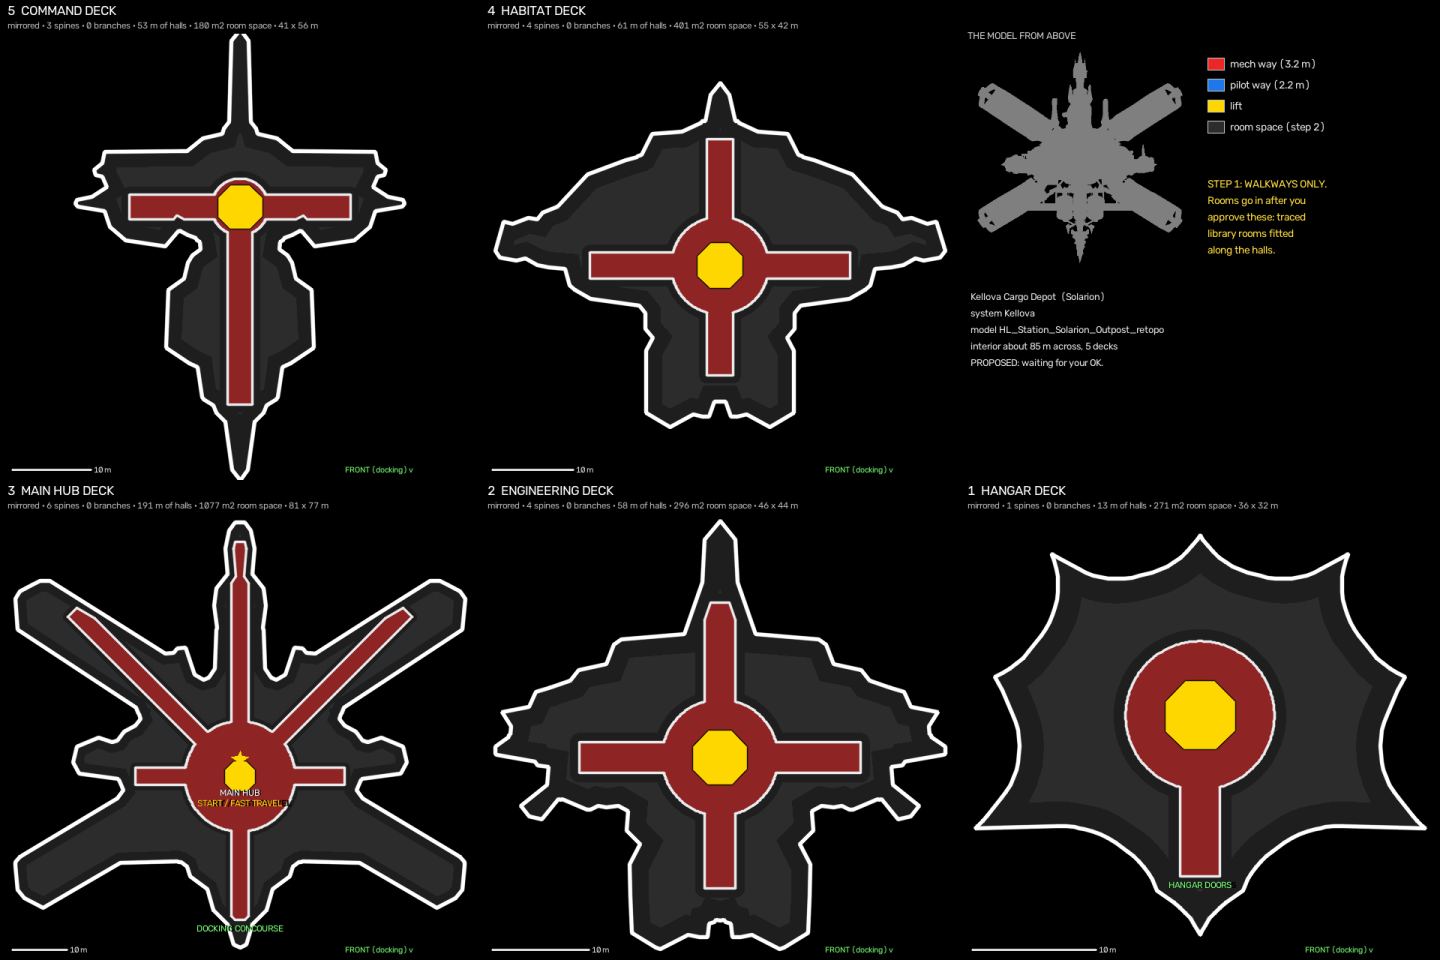 5 COMMAND DECK
mirrored • 3 spines • 0 branches • 53 m of halls • 180 m2 room space • 41 x 56 m
10 m
FRONT (docking) v
4 HABITAT DECK
mirrored • 4 spines • 0 branches • 61 m of halls • 401 m2 room space • 55 x 42 m
10 m
FRONT (docking) v
THE MODEL FROM ABOVE
mech way (3.2 m)
pilot way (2.2 m)
lift
room space (step 2)
STEP 1: WALKWAYS ONLY.
Rooms go in after you
approve these: traced
library rooms fitted
along the halls.
Kellova Cargo Depot (Solarion)
system Kellova
model HL_Station_Solarion_Outpost_retopo
interior about 85 m across, 5 decks
PROPOSED: waiting for your OK.
3 MAIN HUB DECK
mirrored • 6 spines • 0 branches • 191 m of halls • 1077 m2 room space • 81 x 77 m
MAIN HUB
START / FAST TRAVEL
DOCKING CONCOURSE
10 m
FRONT (docking) v
2 ENGINEERING DECK
mirrored • 4 spines • 0 branches • 58 m of halls • 296 m2 room space • 46 x 44 m
10 m
FRONT (docking) v
1 HANGAR DECK
mirrored • 1 spines • 0 branches • 13 m of halls • 271 m2 room space • 36 x 32 m
HANGAR DOORS
10 m
FRONT (docking) v